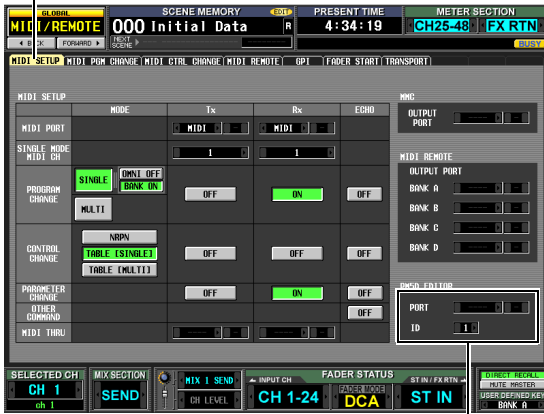 GLOBAL
MIDI/REMOTE
BACK
FORWARD
SCENE MEMORY
EDIT
000 Initial Data
R
NEXT SCENE
PRESENT TIME
4:34:19
METER SECTION
CH25-48
FX RTN
BUSY
MIDI SETUP
MIDI PGM CHANGE
MIDI CTRL CHANGE
MIDI REMOTE
GPI
FADER START
TRANSPORT
MIDI SETUP
MODE
Tx
Rx
ECHO
MIDI PORT
MIDI
-
MIDI
-
SINGLE MODE
MIDI CH
1
1
PROGRAM
CHANGE
SINGLE
OMNI OFF
BANK ON
MULTI
OFF
ON
OFF
CONTROL
CHANGE
NRPN
TABLE [SINGLE]
TABLE [MULTI]
OFF
OFF
OFF
PARAMETER
CHANGE
OFF
ON
OFF
OTHER
COMMAND
OFF
MIDI THRU
MMC
OUTPUT
PORT
MIDI REMOTE
OUTPUT PORT
BANK A
BANK B
BANK C
BANK D
PM5D EDITOR
PORT
ID
1
SELECTED CH
CH 1
ch 1
MIX SECTION
SEND
MIX 1 SEND
CH LEVEL
FADER STATUS
INPUT CH
CH 1-24
FADER MODE
DCA
ST IN / FX RTN
ST IN
DIRECT RECALL
MUTE MASTER
USER DEFINED KEY
BANK A